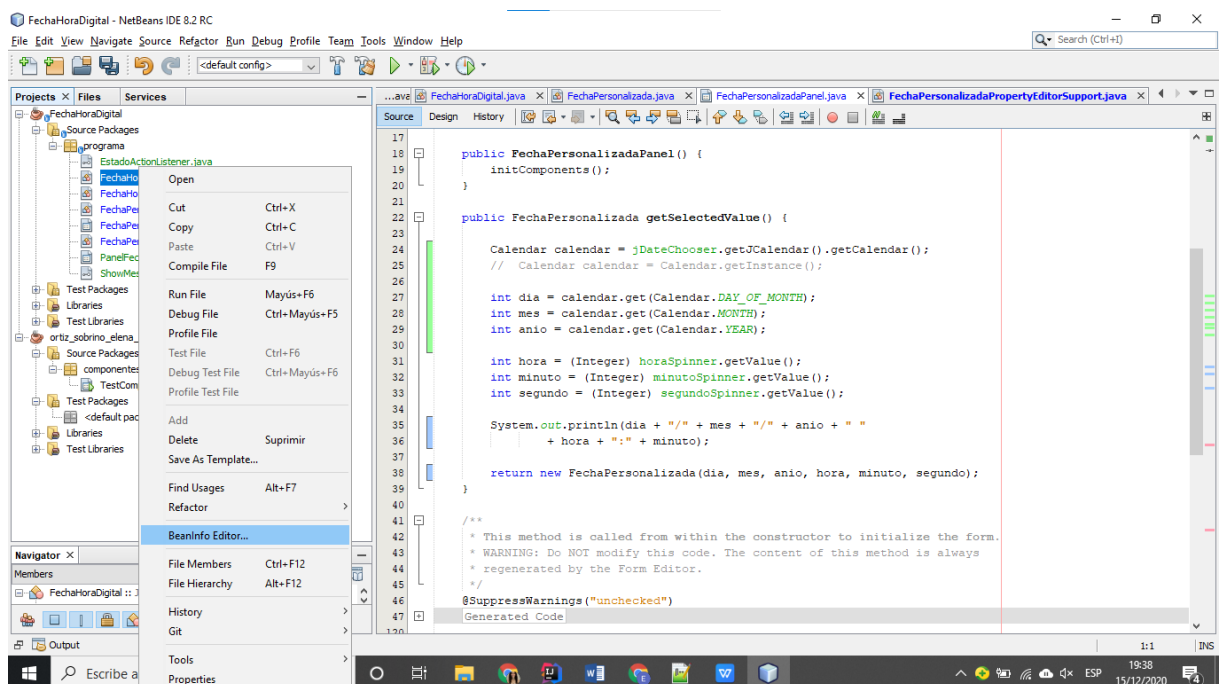 FechaHoraDigital - NetBeans IDE 8.2 RC
File Edit View Navigate Source Refactor Run Debug Profile Team Tools Window Help
Search (Ctrl+I)
<default config>
Projects Files Services
...ava FechaHoraDigital.java FechaPersonalizada.java FechaPersonalizadaPanel.java FechaPersonalizadaPropertyEditorSupport.java
Source Design History
FechaHoraDigital
Source Packages
programa
EstadoActionListener.java
FechaHo
FechaHo
FechaPer
FechaPer
FechaPer
PanelFec
ShowMes
Test Packages
Libraries
Test Libraries
ortiz_sobrino_elena_
Source Packages
componentes
TestCom
Test Packages
<default pac
Libraries
Test Libraries
Navigator
Members
FechaHoraDigital :: J
Output
Open
Cut Ctrl+X
Copy Ctrl+C
Paste Ctrl+V
Compile File F9
Run File Mayús+F6
Debug File Ctrl+Mayús+F5
Profile File
Test File Ctrl+F6
Debug Test File Ctrl+Mayús+F6
Profile Test File
Add
Delete Suprimir
Save As Template...
Find Usages Alt+F7
Refactor
BeanInfo Editor...
File Members Ctrl+F12
File Hierarchy Alt+F12
History
Git
Tools
Properties
17
18 public FechaPersonalizadaPanel() {
19 initComponents();
20 }
21
22 public FechaPersonalizada getSelectedValue() {
23
24 Calendar calendar = jDateChooser.getJCalendar().getCalendar();
25 // Calendar calendar = Calendar.getInstance();
26
27 int dia = calendar.get(Calendar.DAY_OF_MONTH);
28 int mes = calendar.get(Calendar.MONTH);
29 int anio = calendar.get(Calendar.YEAR);
30
31 int hora = (Integer) horaSpinner.getValue();
32 int minuto = (Integer) minutoSpinner.getValue();
33 int segundo = (Integer) segundoSpinner.getValue();
34
35 System.out.println(dia + "/" + mes + "/" + anio + " "
36 + hora + ":" + minuto);
37
38 return new FechaPersonalizada(dia, mes, anio, hora, minuto, segundo);
39 }
40
41 /**
42 * This method is called from within the constructor to initialize the form.
43 * WARNING: Do NOT modify this code. The content of this method is always
44 * regenerated by the Form Editor.
45 */
46 @SuppressWarnings("unchecked")
47 Generated Code
120
1:1 INS
Escribe a
ESP
19:38
15/12/2020
4